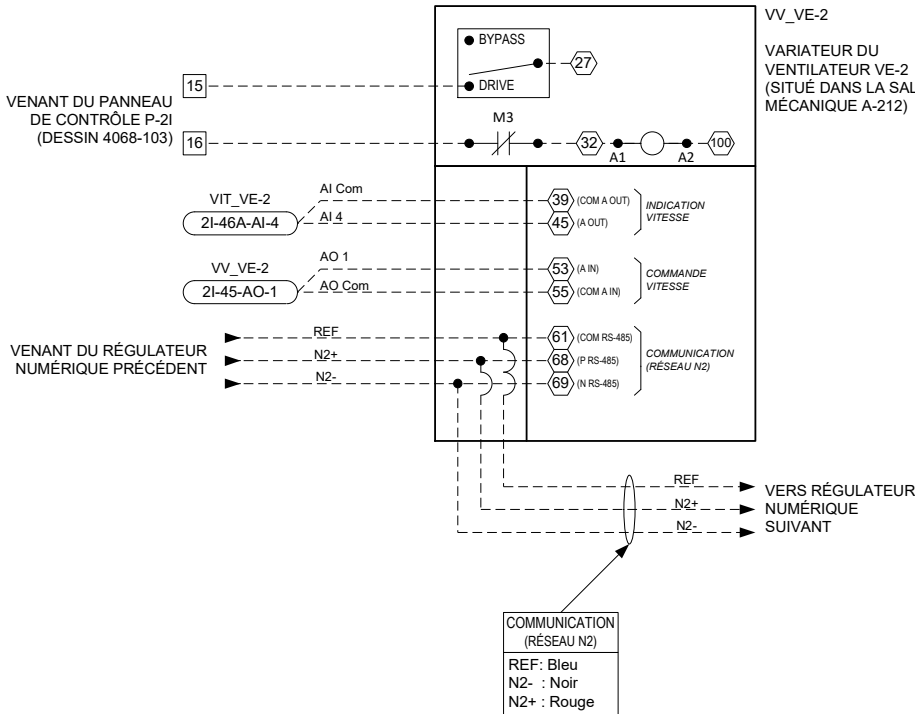 VV_VE-2
VARIATEUR DU
VENTILATEUR VE-2
(SITUÉ DANS LA SAL
MÉCANIQUE A-212)
BYPASS
27
DRIVE
VENANT DU PANNEAU
DE CONTRÔLE P-2I
(DESSIN 4068-103)
15
16
M3
32
A1
A2
100
VIT_VE-2
2I-46A-AI-4
AI Com
AI 4
39 (COM A OUT)
45 (A OUT)
INDICATION
VITESSE
VV_VE-2
2I-45-AO-1
AO 1
AO Com
53 (A IN)
55 (COM A IN)
COMMANDE
VITESSE
VENANT DU RÉGULATEUR
NUMÉRIQUE PRÉCÉDENT
REF
N2+
N2-
61 (COM RS-485)
68 (P RS-485)
69 (N RS-485)
COMMUNICATION
(RÉSEAU N2)
REF
N2+
N2-
VERS RÉGULATEUR
NUMÉRIQUE
SUIVANT
COMMUNICATION
(RÉSEAU N2)
REF: Bleu
N2- : Noir
N2+ : Rouge